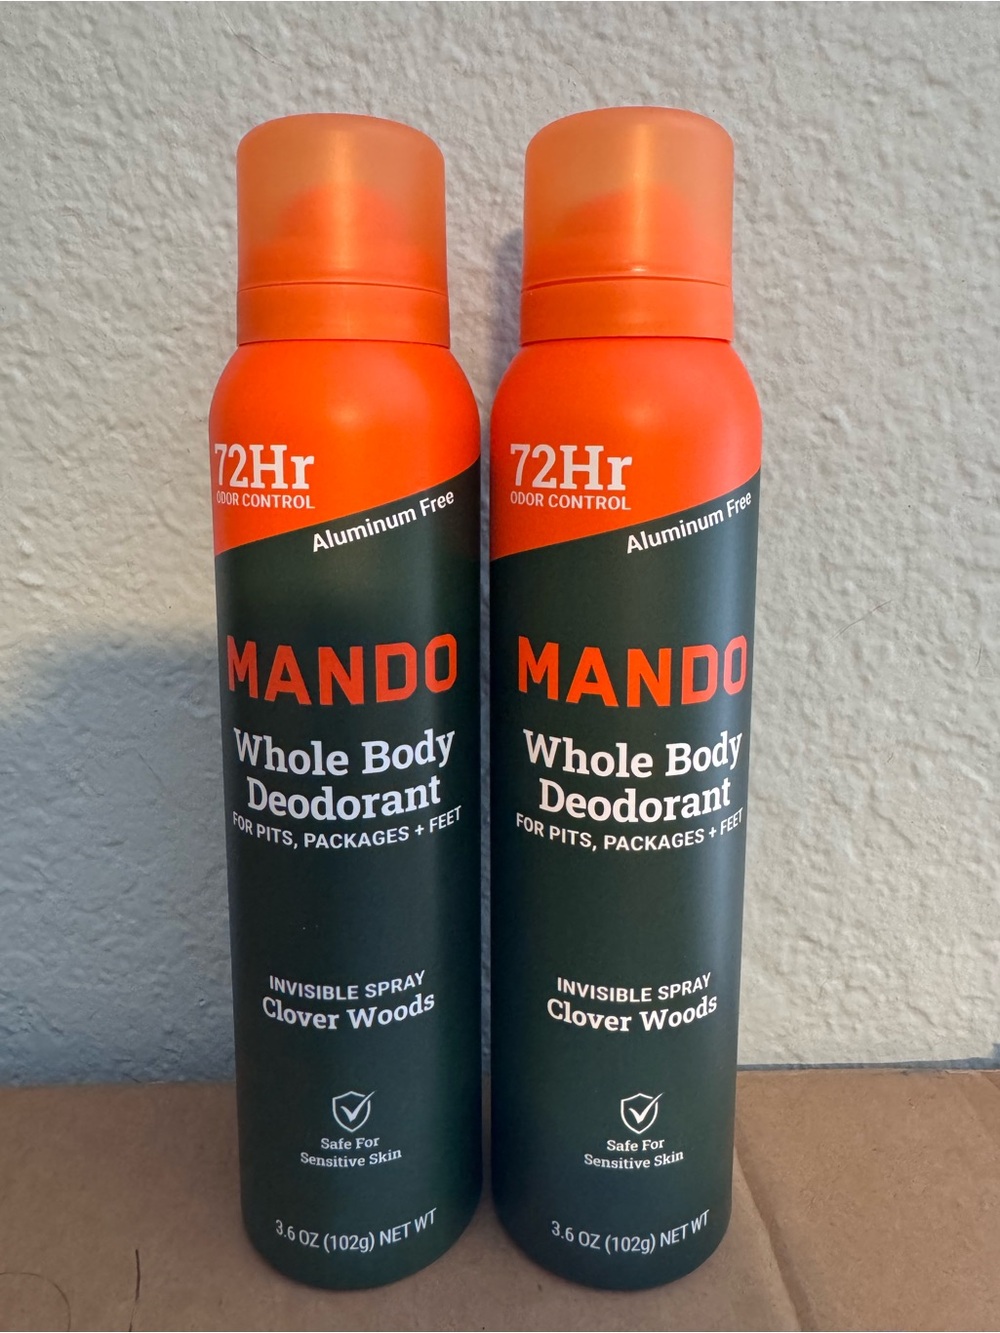 72Hr
ODOR CONTROL
Aluminum Free
MANDO
Whole Body
Deodorant
FOR PITS, PACKAGES + FEET
INVISIBLE SPRAY
Clover Woods
Safe For
Sensitive Skin
3.6 OZ (102g) NET WT
72Hr
ODOR CONTROL
Aluminum Free
MANDO
Whole Body
Deodorant
FOR PITS, PACKAGES + FEET
INVISIBLE SPRAY
Clover Woods
Safe For
Sensitive Skin
3.6 OZ (102g) NET WT